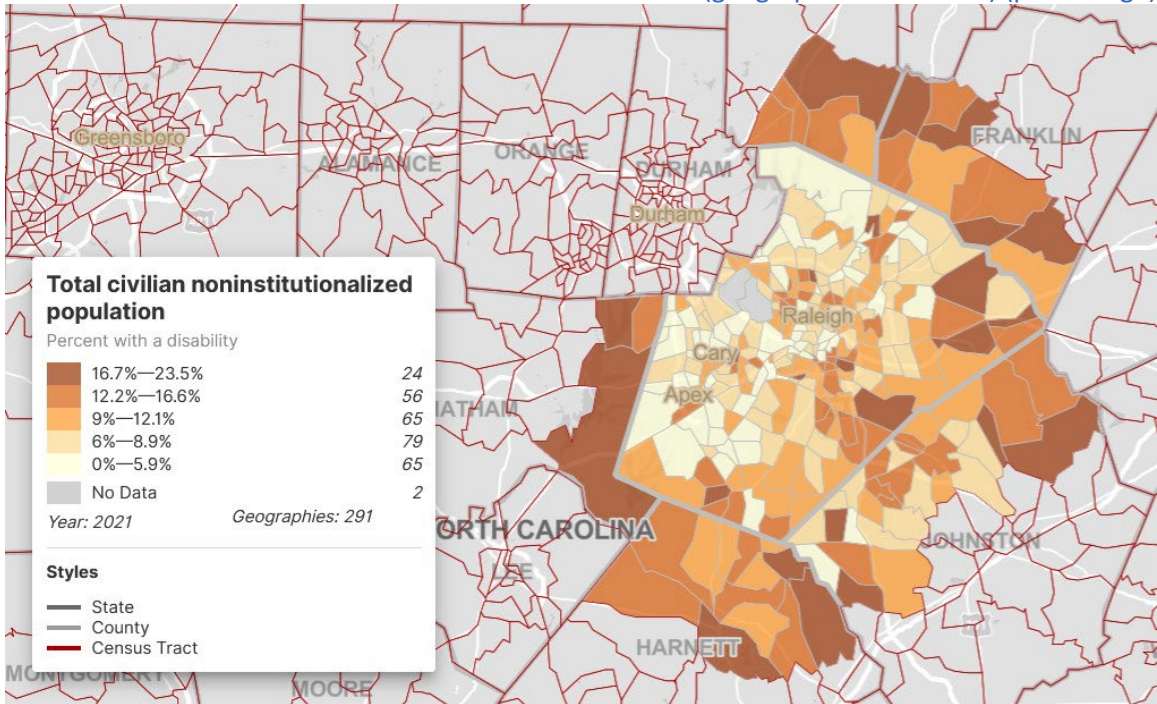 Greensboro
ALAMANCE
ORANGE
DURHAM
Durham
FRANKLIN
Raleigh
Cary
Apex
HATHAM
NORTH CAROLINA
LEE
JOHNSTON
HARNETT
MONTGOMERY
MOORE
Total civilian noninstitutionalized
population
Percent with a disability
16.7%—23.5% 24
12.2%—16.6% 56
9%—12.1% 65
6%—8.9% 79
0%—5.9% 65
No Data 2
Year: 2021 Geographies: 291
Styles
State
County
Census Tract